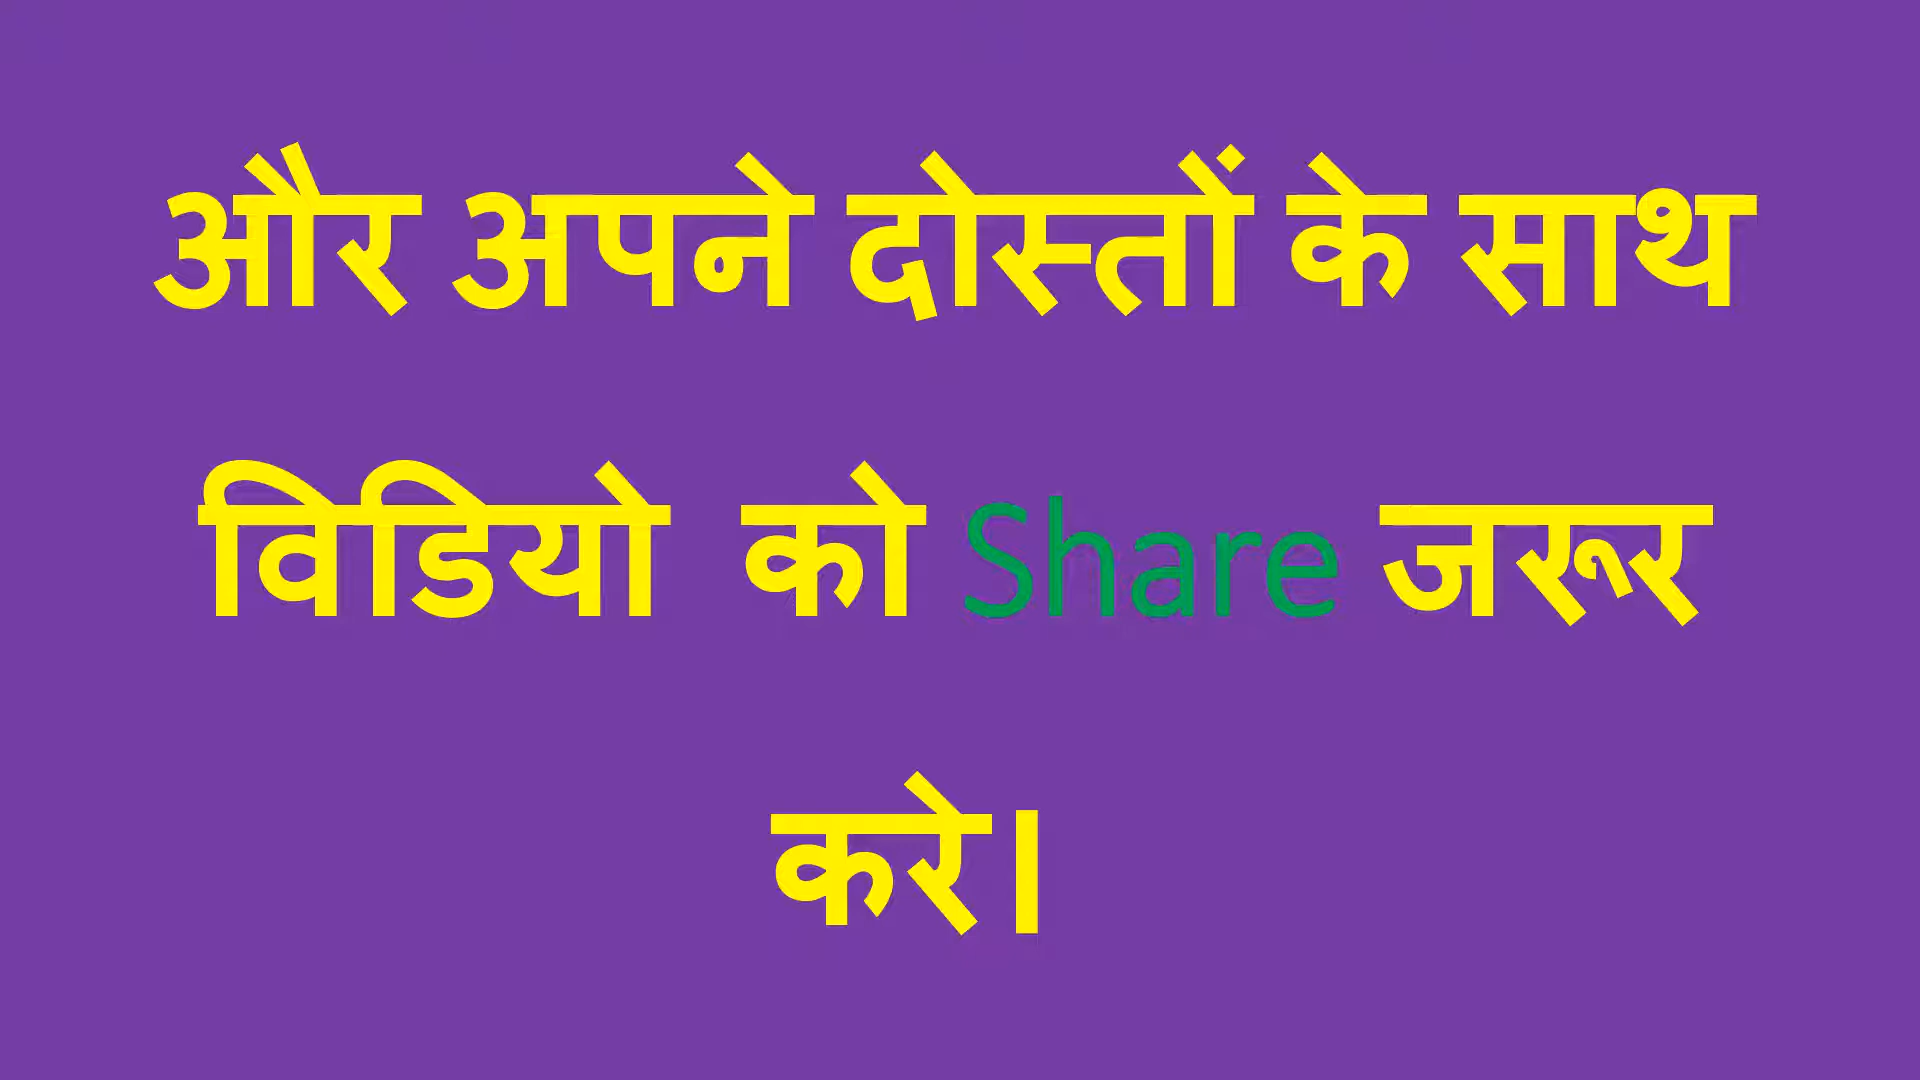 और अपने दोस्तों के साथ
विडियो को Share जरूर
करे।